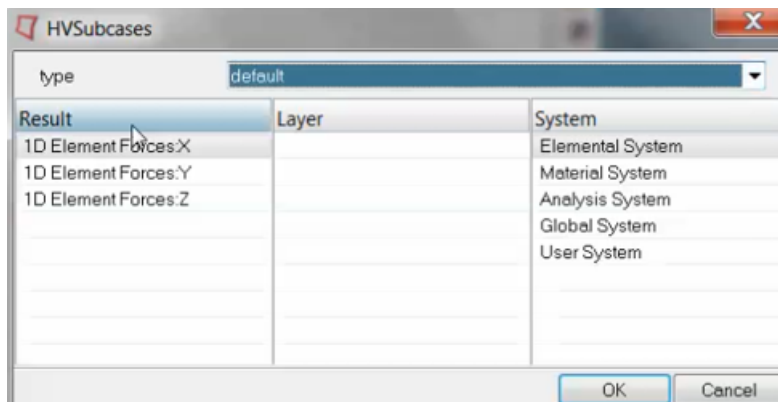 HVSubcases
type default
Result Layer System
1D Element Forces:X Elemental System
1D Element Forces:Y Material System
1D Element Forces:Z Analysis System
Global System
User System
OK Cancel